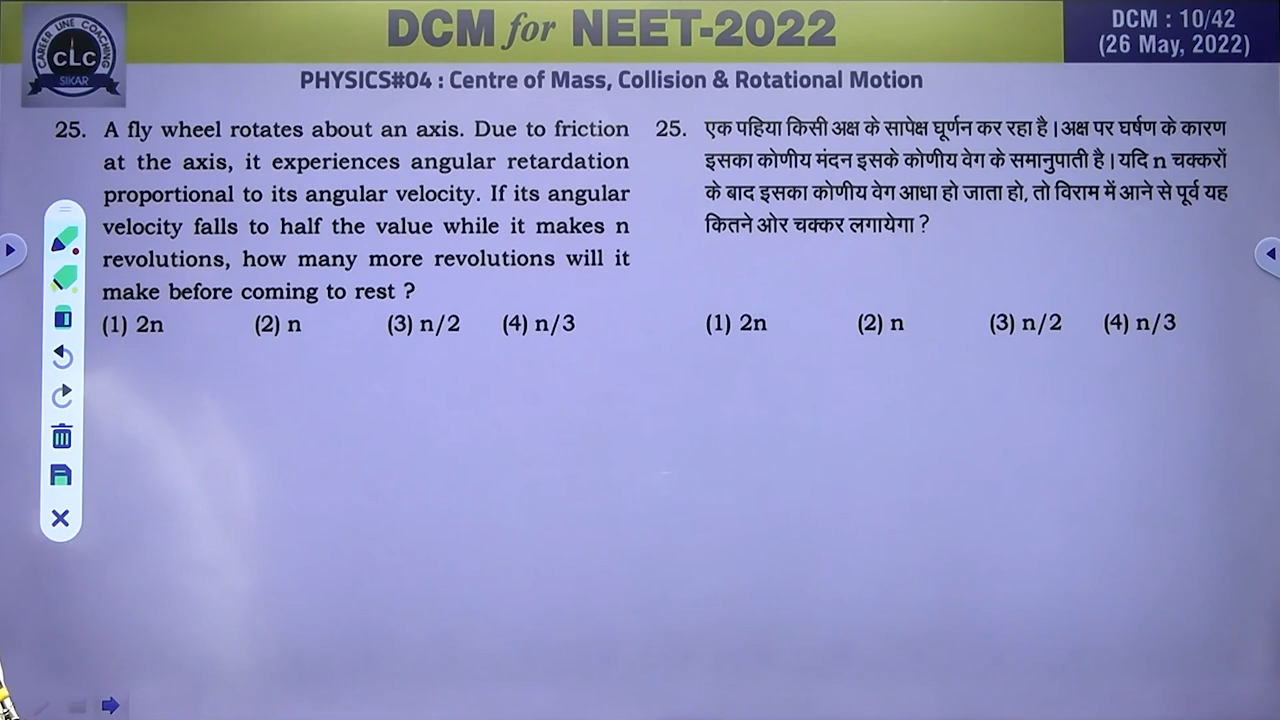 DCM for NEET-2022
DCM : 10/42
(26 May, 2022)
CAREER LINE COACHING
CLC
SIKAR
PHYSICS#04 : Centre of Mass, Collision & Rotational Motion
25. A fly wheel rotates about an axis. Due to friction
at the axis, it experiences angular retardation
proportional to its angular velocity. If its angular
velocity falls to half the value while it makes n
revolutions, how many more revolutions will it
make before coming to rest ?
(1) 2n (2) n (3) n/2 (4) n/3
25. एक पहिया किसी अक्ष के सापेक्ष घूर्णन कर रहा है। अक्ष पर घर्षण के कारण
इसका कोणीय मंदन इसके कोणीय वेग के समानुपाती है। यदि n चक्करों
के बाद इसका कोणीय वेग आधा हो जाता हो, तो विराम में आने से पूर्व यह
कितने ओर चक्कर लगायेगा ?
(1) 2n (2) n (3) n/2 (4) n/3